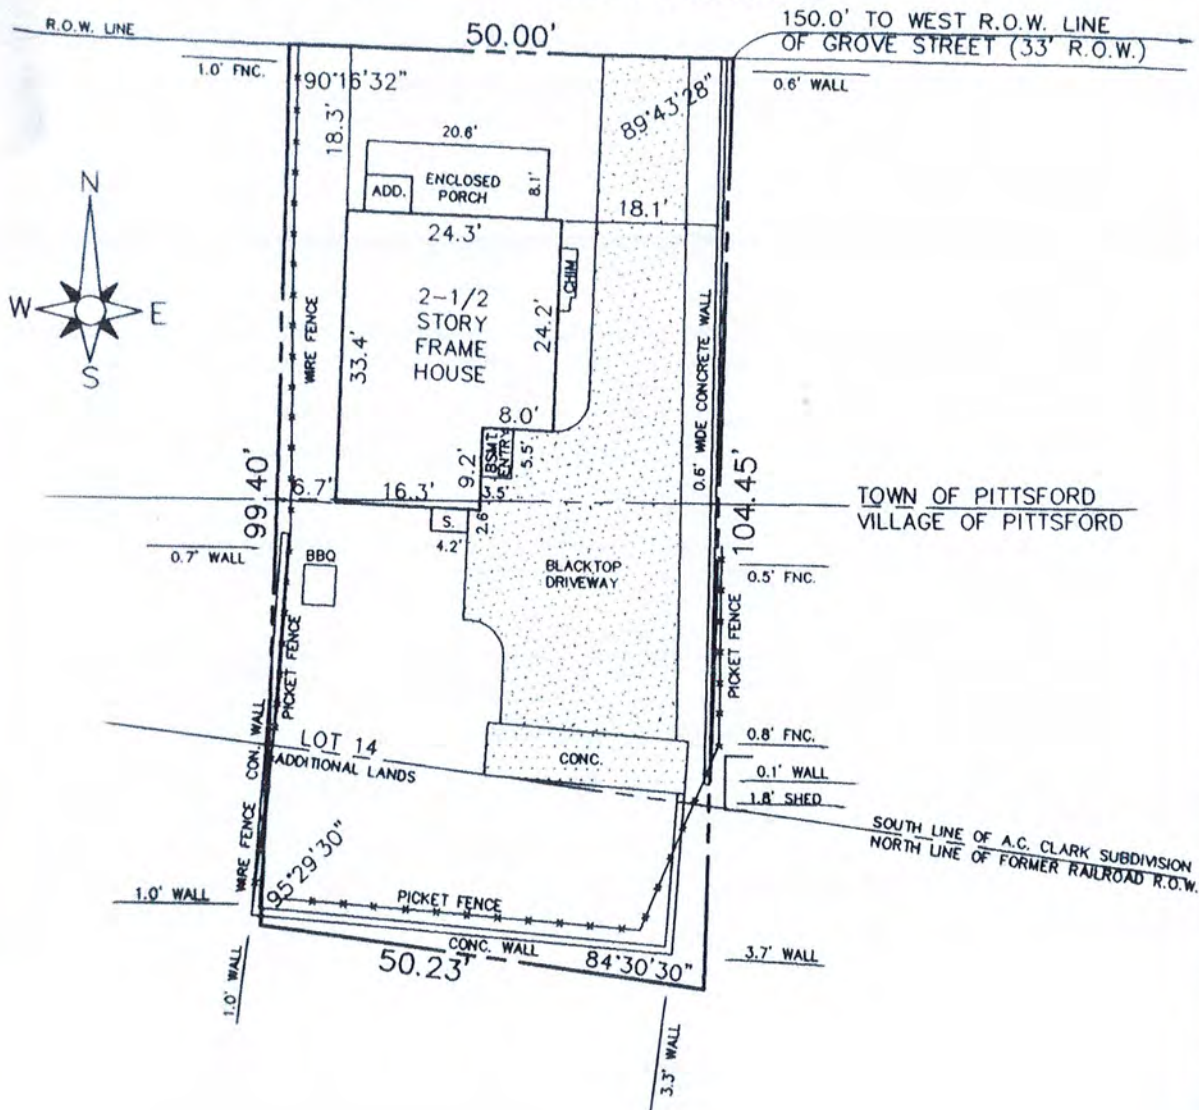 R.O.W. LINE
50.00'
150.0' TO WEST R.O.W. LINE
OF GROVE STREET (33' R.O.W.)
1.0' FNC.
90°16'32"
89°43'28"
0.6' WALL
18.3'
20.6'
N
W
E
S
ADD.
ENCLOSED
PORCH
8.1'
18.1'
24.3'
CHIM
2-1/2
STORY
FRAME
HOUSE
24.2'
WIRE FENCE
33.4'
0.6' WIDE CONCRETE WALL
8.0'
BSMT.
ENTRY
5.5'
9.2'
3.5'
99.40'
6.7'
16.3'
104.45'
TOWN OF PITTSFORD
VILLAGE OF PITTSFORD
S.
2.6'
4.2'
0.7' WALL
BBQ
BLACKTOP
DRIVEWAY
0.5' FNC.
PICKET FENCE
PICKET FENCE
LOT 14
ADDITIONAL LANDS
CONC.
0.8' FNC.
0.1' WALL
1.8' SHED
SOUTH LINE OF A.C. CLARK SUBDIVISION
NORTH LINE OF FORMER RAILROAD R.O.W.
WIRE FENCE
CON. WALL
95°29'30"
1.0' WALL
PICKET FENCE
CONC. WALL
50.23'
84°30'30"
3.7' WALL
1.0' WALL
3.3' WALL